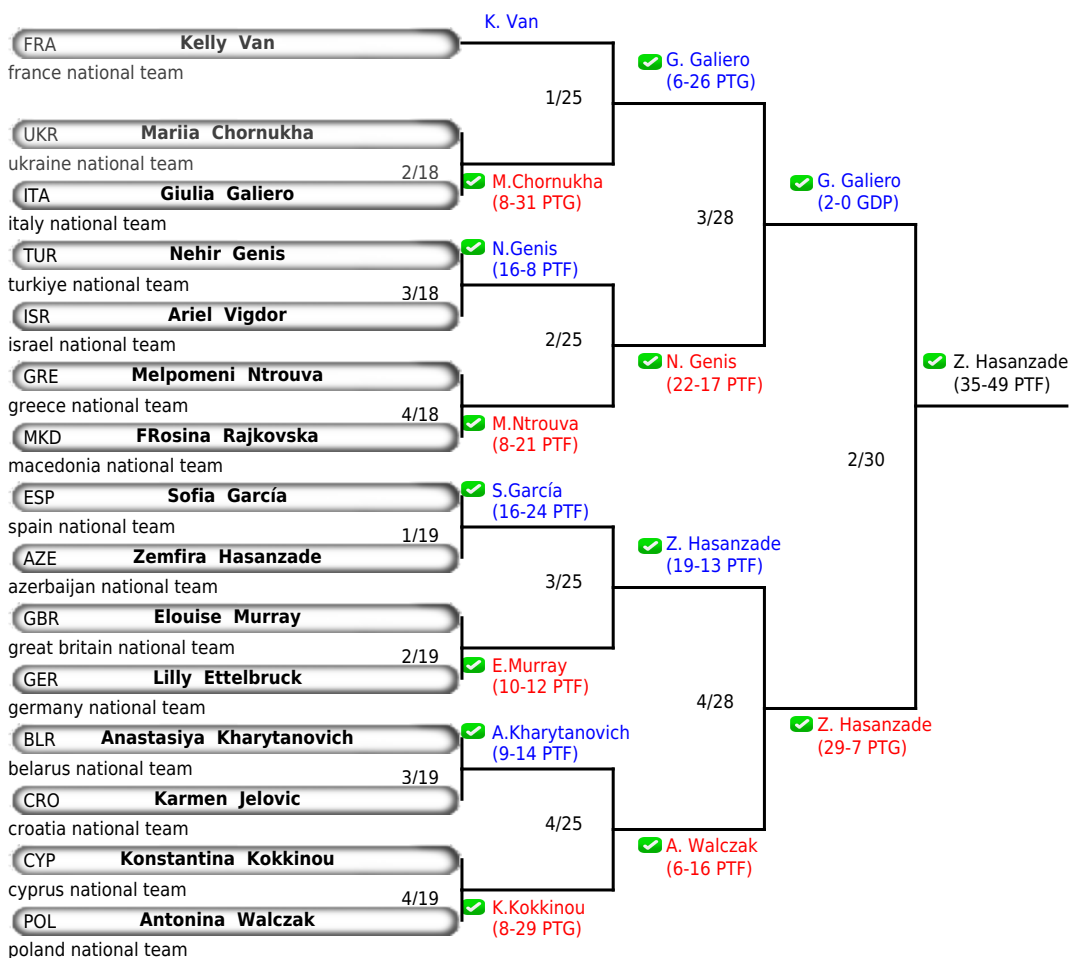 K. Van
FRA Kelly Van
france national team
G. Galiero
(6-26 PTG)
1/25
UKR Mariia Chornukha
ukraine national team
2/18
M.Chornukha
(8-31 PTG)
ITA Giulia Galiero
italy national team
G. Galiero
(2-0 GDP)
3/28
TUR Nehir Genis
turkiye national team
N.Genis
(16-8 PTF)
3/18
ISR Ariel Vigdor
israel national team
2/25
N. Genis
(22-17 PTF)
GRE Melpomeni Ntrouva
greece national team
4/18
M.Ntrouva
(8-21 PTF)
MKD FRosina Rajkovska
macedonia national team
Z. Hasanzade
(35-49 PTF)
2/30
ESP Sofia García
spain national team
S.García
(16-24 PTF)
1/19
AZE Zemfira Hasanzade
azerbaijan national team
Z. Hasanzade
(19-13 PTF)
3/25
GBR Elouise Murray
great britain national team
2/19
E.Murray
(10-12 PTF)
GER Lilly Ettelbruck
germany national team
4/28
Z. Hasanzade
(29-7 PTG)
BLR Anastasiya Kharytanovich
belarus national team
A.Kharytanovich
(9-14 PTF)
3/19
CRO Karmen Jelovic
croatia national team
4/25
A. Walczak
(6-16 PTF)
CYP Konstantina Kokkinou
cyprus national team
4/19
K.Kokkinou
(8-29 PTG)
POL Antonina Walczak
poland national team